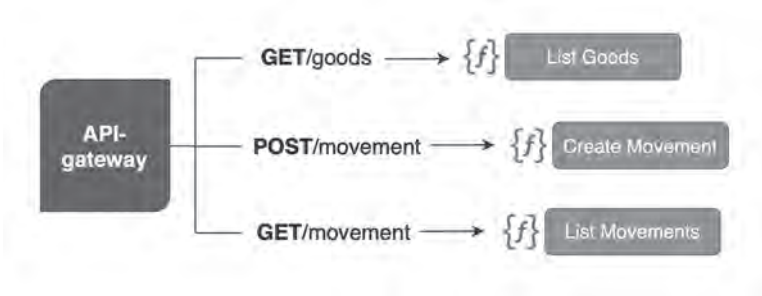 API-
gateway
GET/goods
{f}
List Goods
POST/movement
{f}
Create Movement
GET/movement
{f}
List Movements